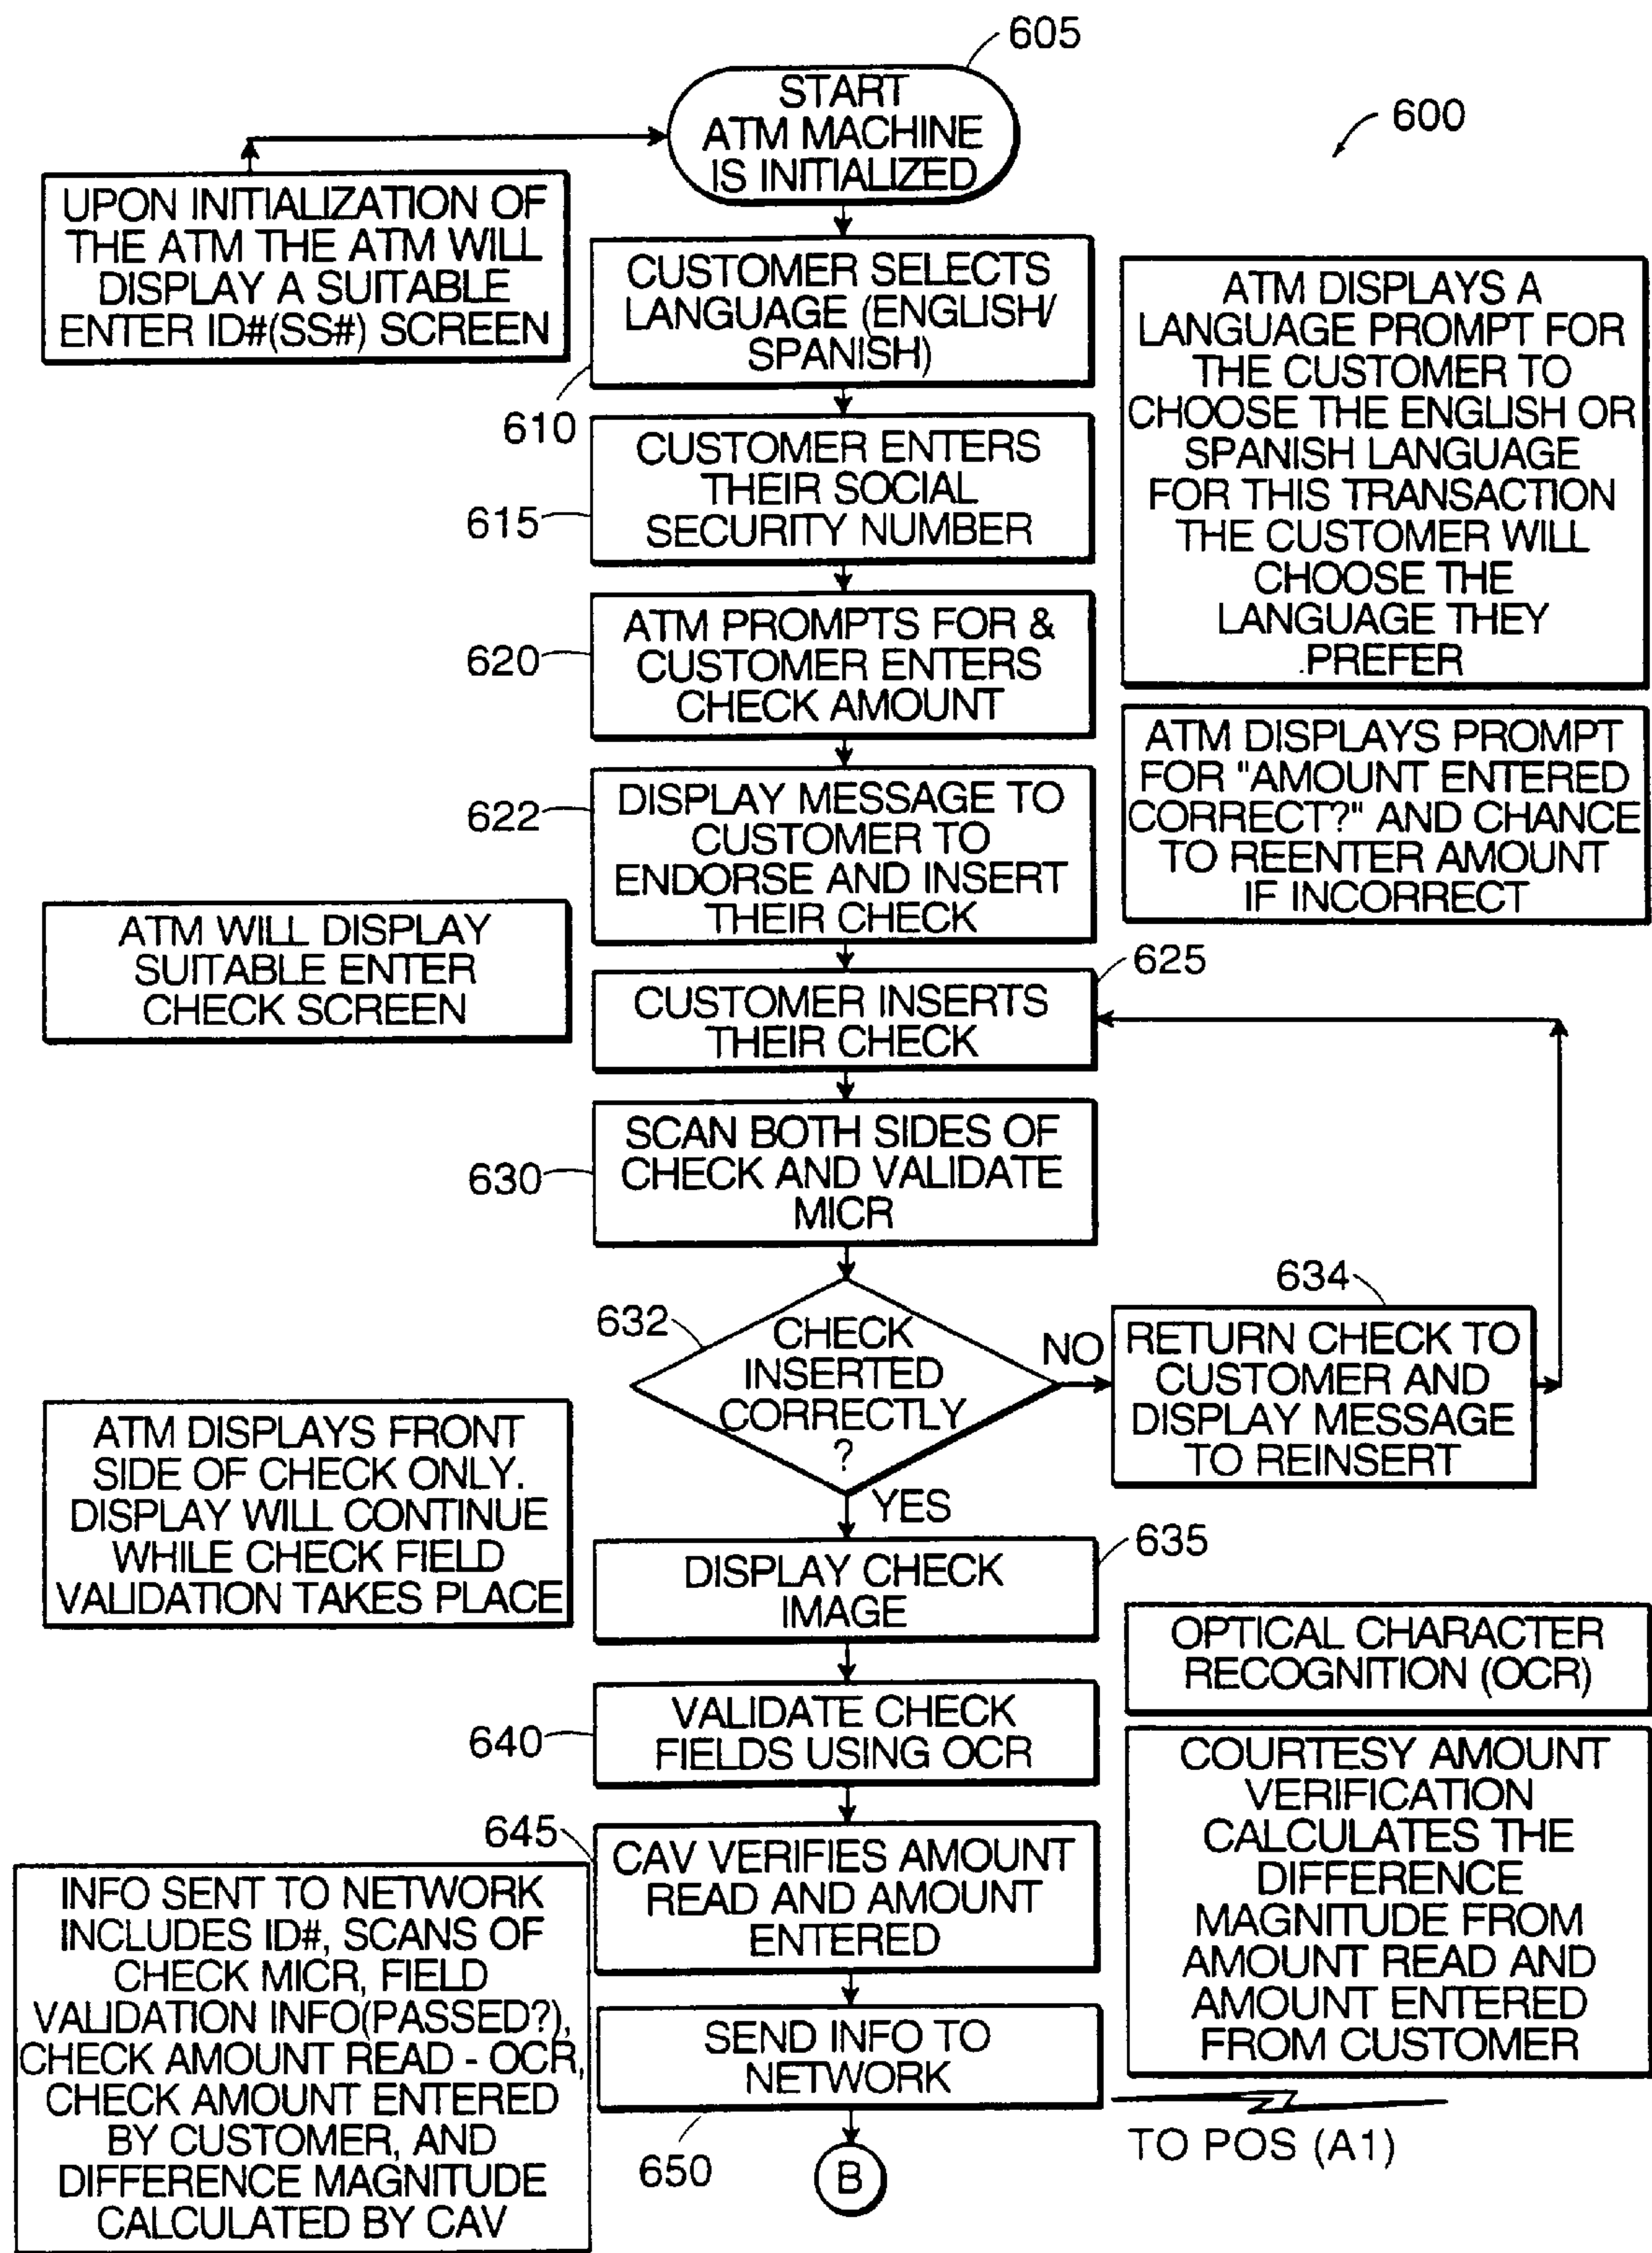 605
START
ATM MACHINE
IS INITIALIZED
600
UPON INITIALIZATION OF
THE ATM THE ATM WILL
DISPLAY A SUITABLE
ENTER ID#(SS#) SCREEN
CUSTOMER SELECTS
LANGUAGE (ENGLISH/
SPANISH)
610
ATM DISPLAYS A
LANGUAGE PROMPT FOR
THE CUSTOMER TO
CHOOSE THE ENGLISH OR
SPANISH LANGUAGE
FOR THIS TRANSACTION
THE CUSTOMER WILL
CHOOSE THE
LANGUAGE THEY
PREFER
CUSTOMER ENTERS
THEIR SOCIAL
SECURITY NUMBER
615
ATM PROMPTS FOR &
CUSTOMER ENTERS
CHECK AMOUNT
620
ATM DISPLAYS PROMPT
FOR "AMOUNT ENTERED
CORRECT?" AND CHANCE
TO REENTER AMOUNT
IF INCORRECT
622
DISPLAY MESSAGE TO
CUSTOMER TO
ENDORSE AND INSERT
THEIR CHECK
ATM WILL DISPLAY
SUITABLE ENTER
CHECK SCREEN
625
CUSTOMER INSERTS
THEIR CHECK
630
SCAN BOTH SIDES OF
CHECK AND VALIDATE
MICR
632
CHECK
INSERTED
CORRECTLY
?
NO
634
RETURN CHECK TO
CUSTOMER AND
DISPLAY MESSAGE
TO REINSERT
YES
ATM DISPLAYS FRONT
SIDE OF CHECK ONLY.
DISPLAY WILL CONTINUE
WHILE CHECK FIELD
VALIDATION TAKES PLACE
635
DISPLAY CHECK
IMAGE
OPTICAL CHARACTER
RECOGNITION (OCR)
640
VALIDATE CHECK
FIELDS USING OCR
COURTESY AMOUNT
VERIFICATION
CALCULATES THE
DIFFERENCE
MAGNITUDE FROM
AMOUNT READ AND
AMOUNT ENTERED
FROM CUSTOMER
645
CAV VERIFIES AMOUNT
READ AND AMOUNT
ENTERED
INFO SENT TO NETWORK
INCLUDES ID#, SCANS OF
CHECK MICR, FIELD
VALIDATION INFO(PASSED?),
CHECK AMOUNT READ - OCR,
CHECK AMOUNT ENTERED
BY CUSTOMER, AND
DIFFERENCE MAGNITUDE
CALCULATED BY CAV
SEND INFO TO
NETWORK
650
TO POS (A1)
B